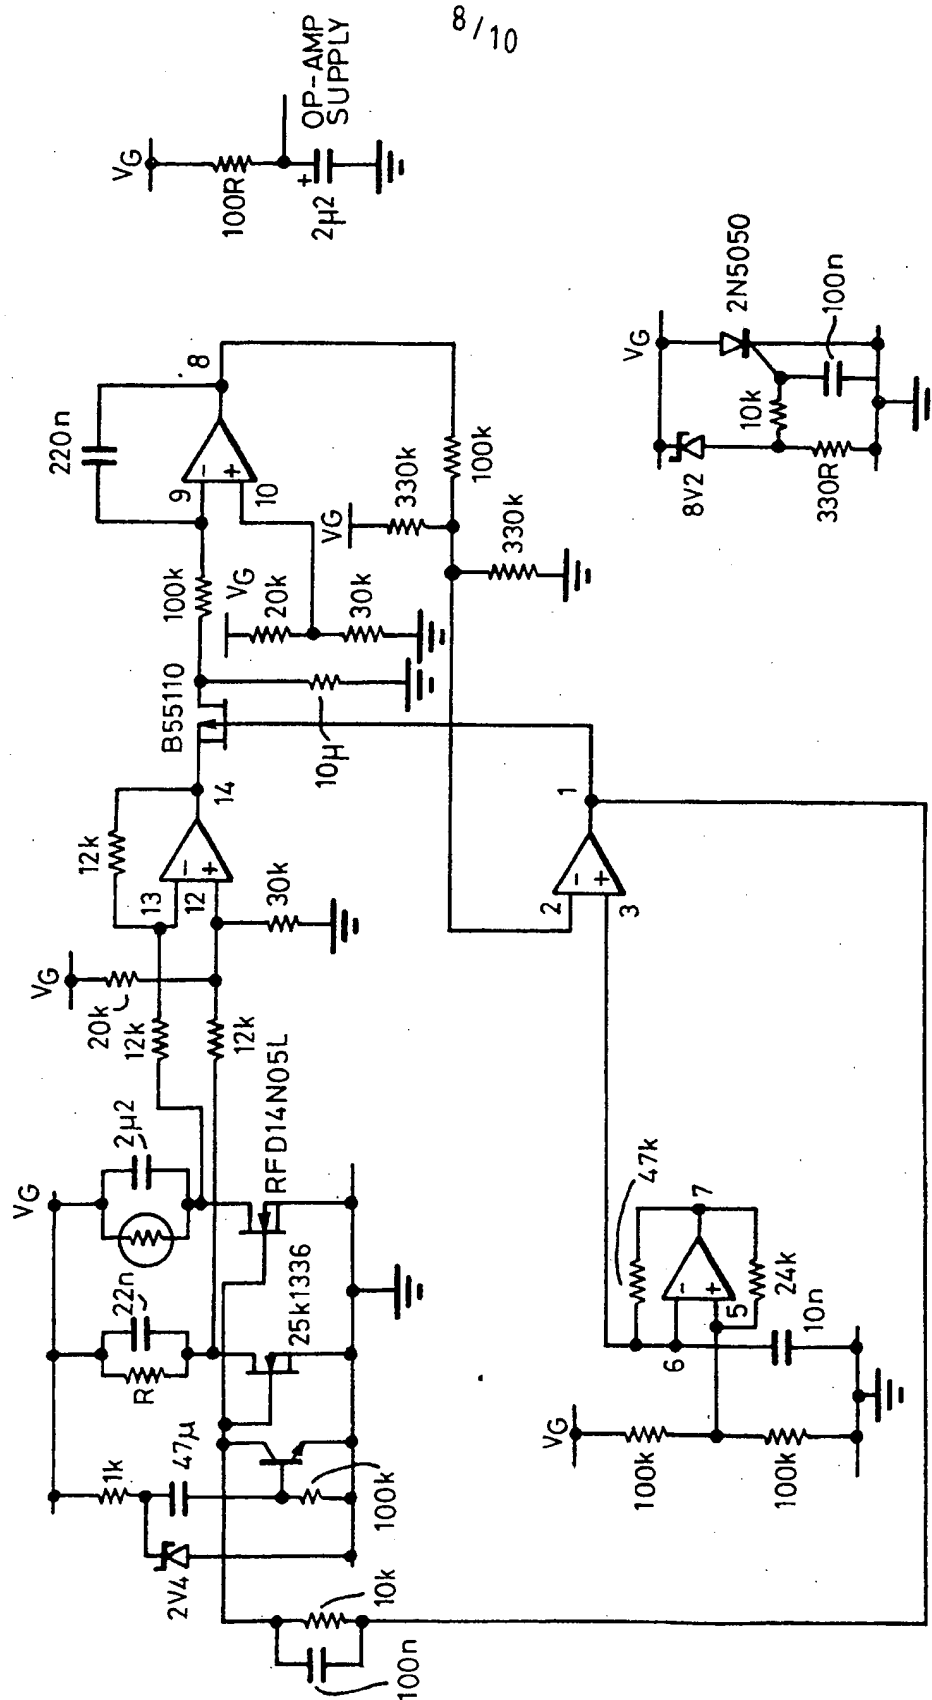 8/10
VG
100R
2µ2
OP-AMP
SUPPLY
VG
1k
47µ
2V4
R
22n
2µ2
100k
25k1336
RFD14N05L
10k
100n
VG
20k
12k
12k
12k
13
12
14
30k
B55110
10µ
100k
VG
20k
30k
220n
9
10
8
VG
330k
100k
330k
2
3
1
VG
100k
100k
6
5
7
47k
24k
10n
VG
8V2
10k
330R
2N5050
100n